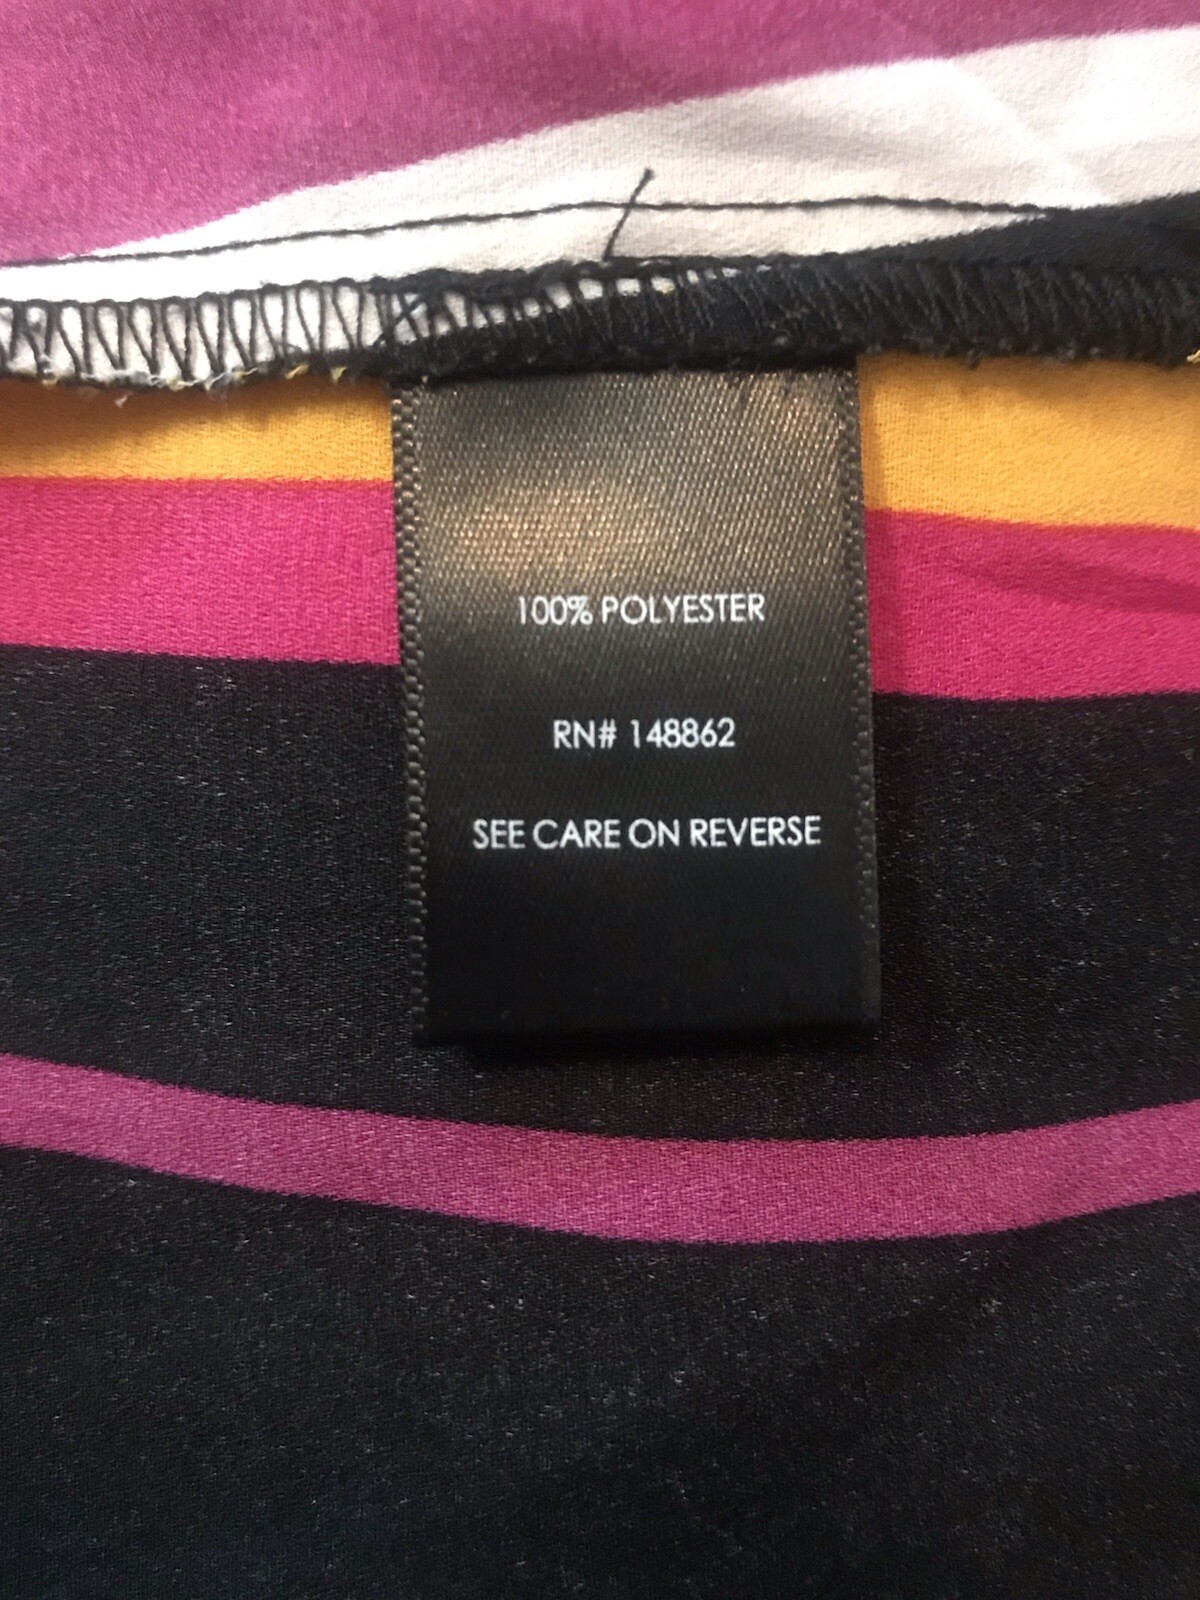 100% POLYESTER
RN# 148862
SEE CARE ON REVERSE